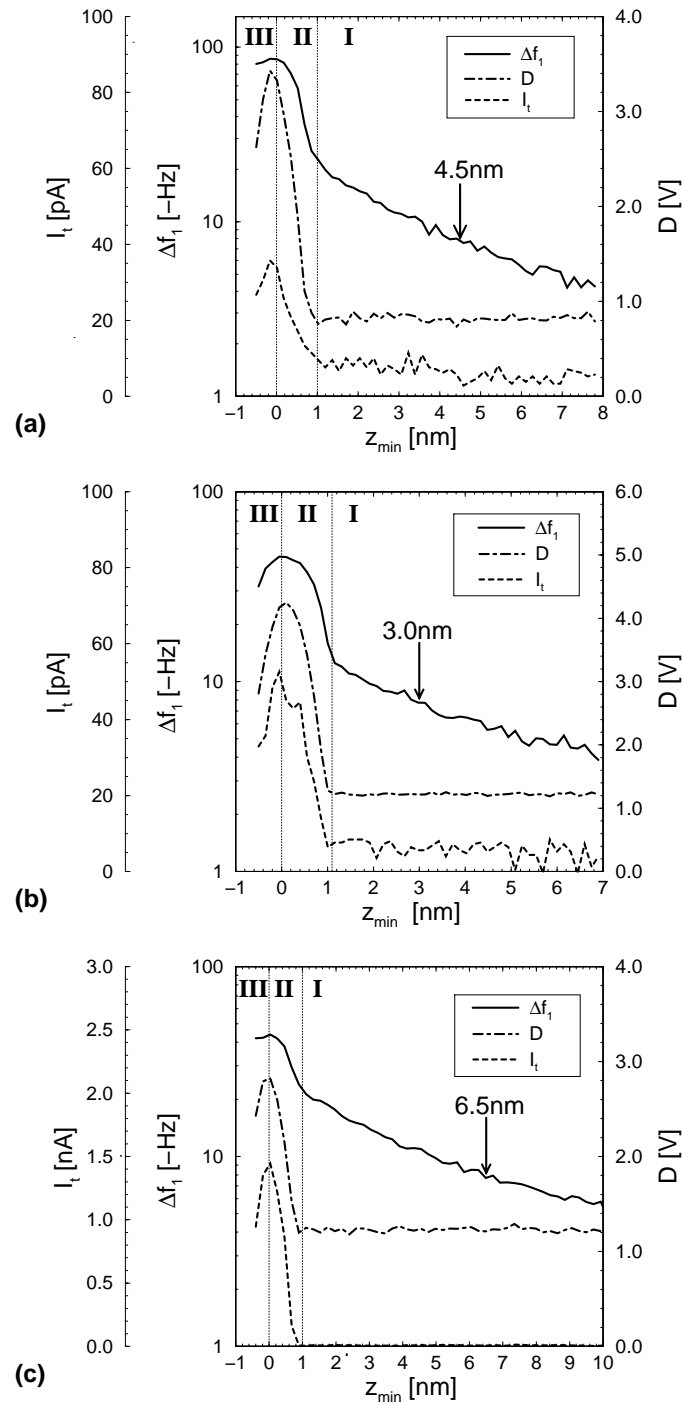 III II I
Δf₁
D
Iₜ
4.5nm
100
80
60
40
20
0
Iₜ [pA]
100
10
1
Δf₁ [−Hz]
4.0
3.0
2.0
1.0
0.0
D [V]
−1 0 1 2 3 4 5 6 7 8
z_min [nm]
(a)
III II I
Δf₁
D
Iₜ
3.0nm
100
80
60
40
20
0
Iₜ [pA]
100
10
1
Δf₁ [−Hz]
6.0
5.0
4.0
3.0
2.0
1.0
0.0
D [V]
−1 0 1 2 3 4 5 6 7
z_min [nm]
(b)
III II I
Δf₁
D
Iₜ
6.5nm
3.0
2.5
2.0
1.5
1.0
0.5
0.0
Iₜ [nA]
100
10
1
Δf₁ [−Hz]
4.0
3.0
2.0
1.0
0.0
D [V]
−1 0 1 2 3 4 5 6 7 8 9 10
z_min [nm]
(c)